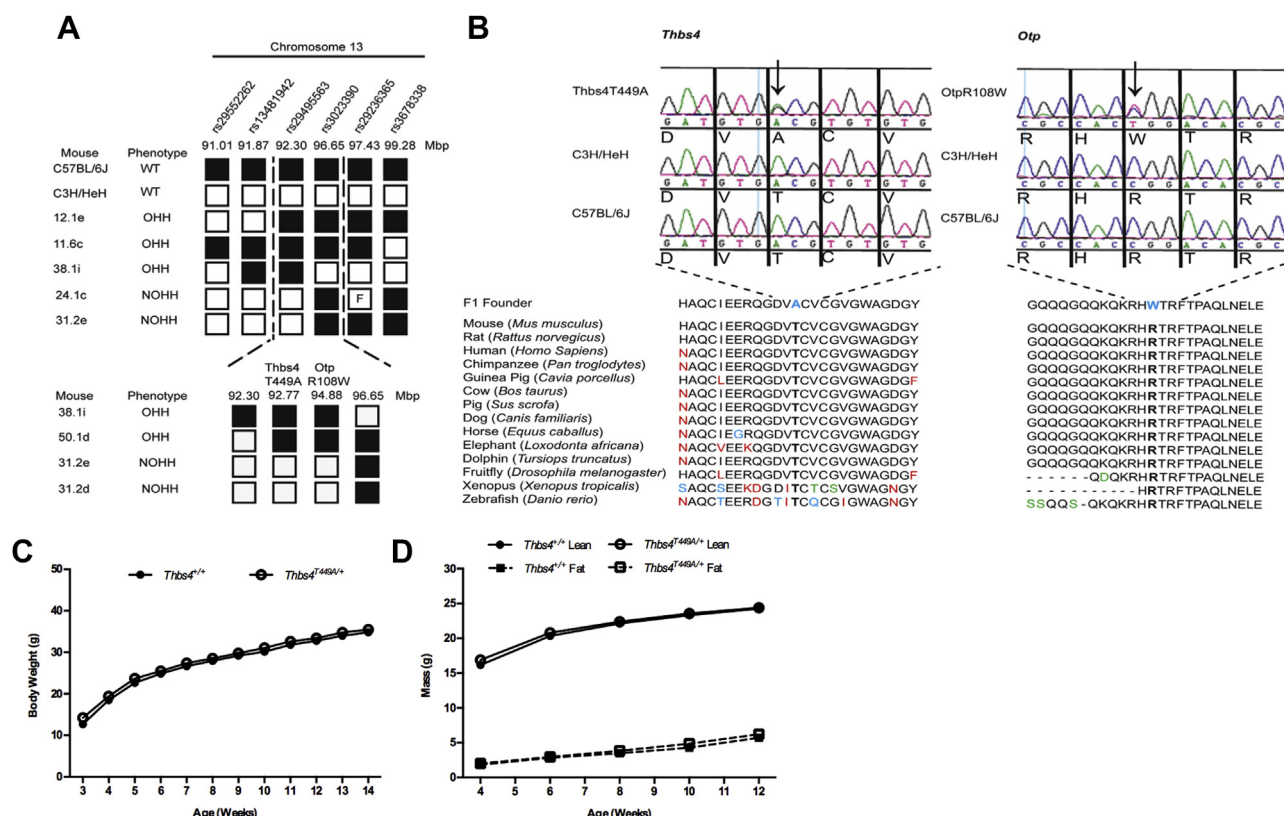 A
Chromosome 13
rs29552262 rs13481942 rs29495563 rs3023390 rs29236365 rs3678338
Mouse Phenotype 91.01 91.87 92.30 96.65 97.43 99.28 Mbp
C57BL/6J WT
C3H/HeH WT
12.1e OHH
11.6c OHH
38.1i OHH
24.1c NOHH F
31.2e NOHH
Thbs4 Otp
T449A R108W
Mouse Phenotype 92.30 92.77 94.88 96.65 Mbp
38.1i OHH
50.1d OHH
31.2e NOHH
31.2d NOHH
B
Thbs4 Otp
Thbs4T449A
G A T G T G A C G T G T G T G
D V A C V
C3H/HeH
G A T G T G A C G T G T G T G
D V T C V
C57BL/6J
G A T G T G A C G T G T G T G
D V T C V
OtpR108W
C G C C A C T G G A C A C G C
R H W T R
C3H/HeH
C G C C A C C G G A C A C G C
R H R T R
C57BL/6J
C G C C A C C G G A C A C G C
R H R T R
F1 Founder HAQCIEERQGDVACVCGVGWAGDGY GQQQGQQKQKRHWTRFTPAQLNELE
Mouse (Mus musculus) HAQCIEERQGDVTCVCGVGWAGDGY GQQQGQQKQKRHRTRFTPAQLNELE
Rat (Rattus norvegicus) HAQCIEERQGDVTCVCGVGWAGDGY GQQQGQQKQKRHRTRFTPAQLNELE
Human (Homo Sapiens) NAQCIEERQGDVTCVCGVGWAGDGY GQQQGQQKQKRHRTRFTPAQLNELE
Chimpanzee (Pan troglodytes) NAQCIEERQGDVTCVCGVGWAGDGY GQQQGQQKQKRHRTRFTPAQLNELE
Guinea Pig (Cavia porcellus) HAQCLEERQGDVTCVCGVGWAGDGF GQQQGQQKQKRHRTRFTPAQLNELE
Cow (Bos taurus) NAQCIEERQGDVTCVCGVGWAGDGY GQQQGQQKQKRHRTRFTPAQLNELE
Pig (Sus scrofa) NAQCIEERQGDVTCVCGVGWAGDGY GQQQGQQKQKRHRTRFTPAQLNELE
Dog (Canis familiaris) NAQCIEERQGDVTCVCGVGWAGDGY GQQQGQQKQKRHRTRFTPAQLNELE
Horse (Equus caballus) NAQCIEGRQGDVTCVCGVGWAGDGY GQQQGQQKQKRHRTRFTPAQLNELE
Elephant (Loxodonta africana) NAQCVEKQGDVTCVCGVGWAGDGY GQQQGQQKQKRHRTRFTPAQLNELE
Dolphin (Tursiops truncatus) NAQCIEERQGDVTCVCGVGWAGDGY GQQQGQQKQKRHRTRFTPAQLNELE
Fruitfly (Drosophila melanogaster) HAQCLEERQGDVTCVCGVGWAGDGF - - - - - - -QDQKRHRTRFTPAQLNELE
Xenopus (Xenopus tropicalis) SAQCSEEKDGDITCTCSVGWAGNGY - - - - - - - - - - - HRTRFTPAQLNELE
Zebrafish (Danio rerio) NAQCTEERDGTITCQCGIGWAGNGY SSQQS-QKQKRHRTRFTPAQLNELE
C
Thbs4+/+ Thbs4T449A/+
Body Weight (g)
50
40
30
20
10
0
3 4 5 6 7 8 9 10 11 12 13 14
Age (Weeks)
D
Thbs4+/+ Lean Thbs4T449A/+ Lean
Thbs4+/+ Fat Thbs4T449A/+ Fat
Mass (g)
30
25
20
15
10
5
0
4 5 6 7 8 9 10 11 12
Age (Weeks)